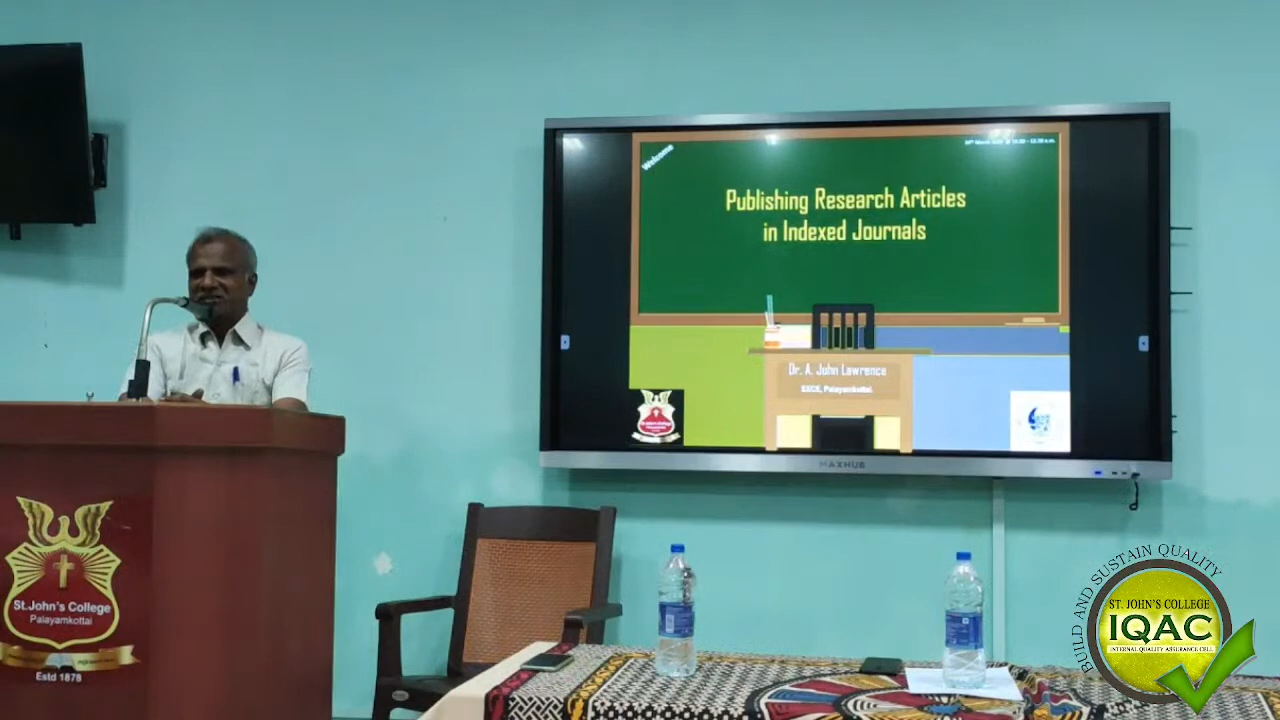 Welcome
Publishing Research Articles
in Indexed Journals
Dr. A. John Lawrence
Palayamkottai
MAXHUB
St.John's College
Palayamkottai
Estd 1878
BUILD AND SUSTAIN QUALITY
ST. JOHN'S COLLEGE
IQAC
INTERNAL QUALITY ASSURANCE CELL